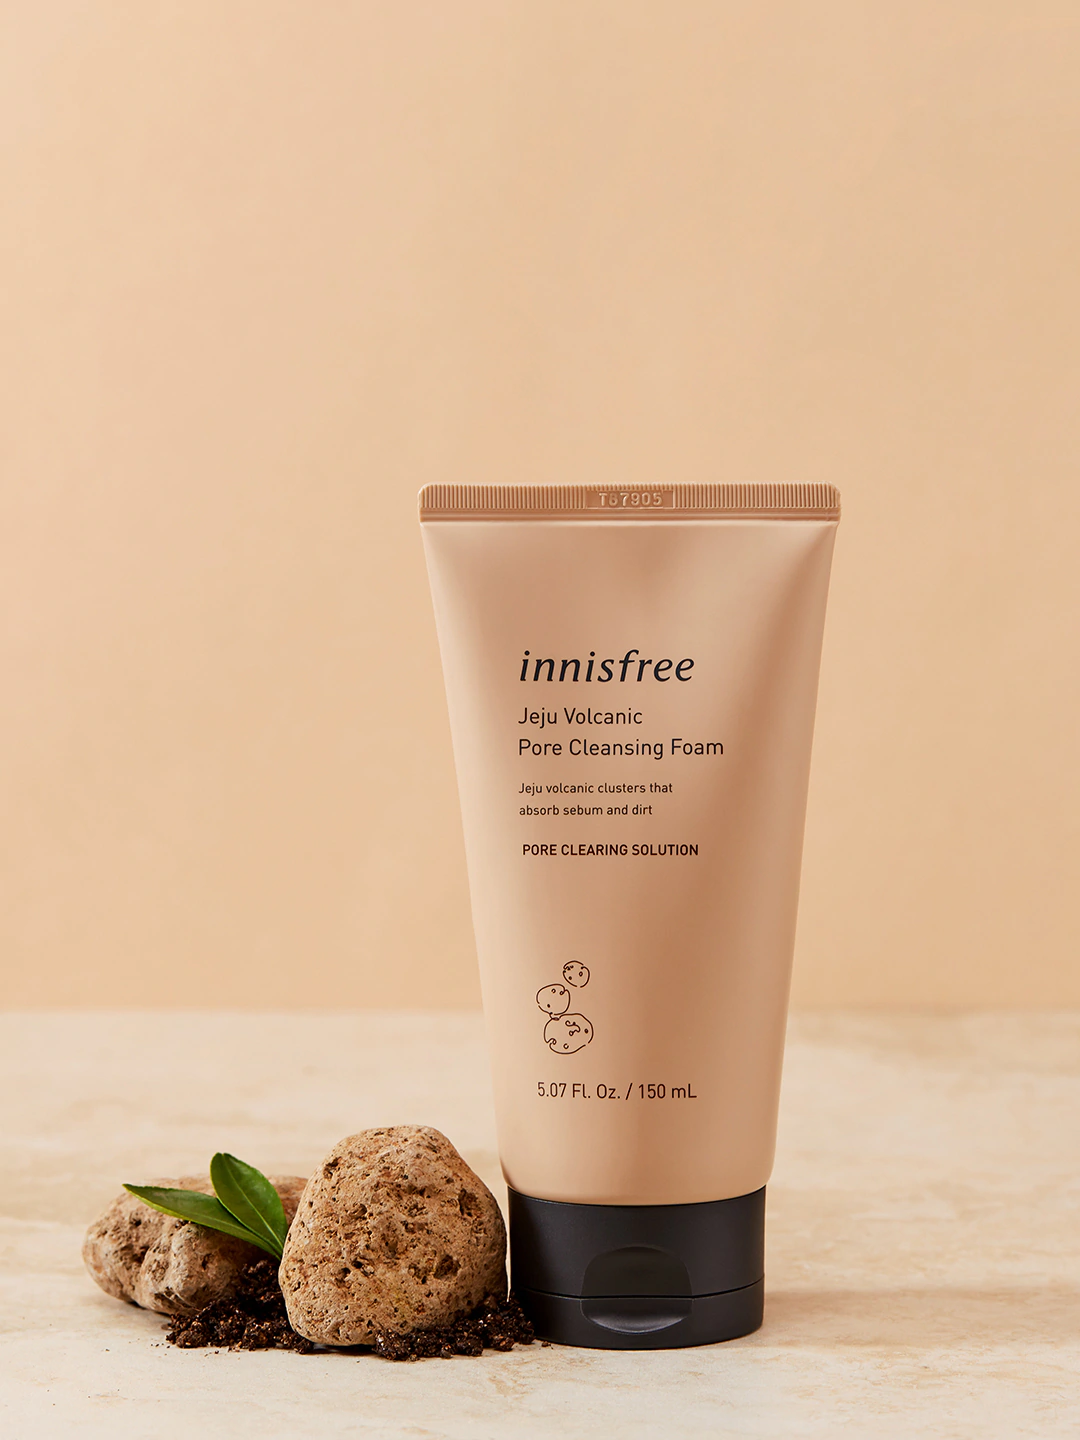 T87905
innisfree
Jeju Volcanic
Pore Cleansing Foam
Jeju volcanic clusters that
absorb sebum and dirt
PORE CLEARING SOLUTION
5.07 Fl. Oz. / 150 mL